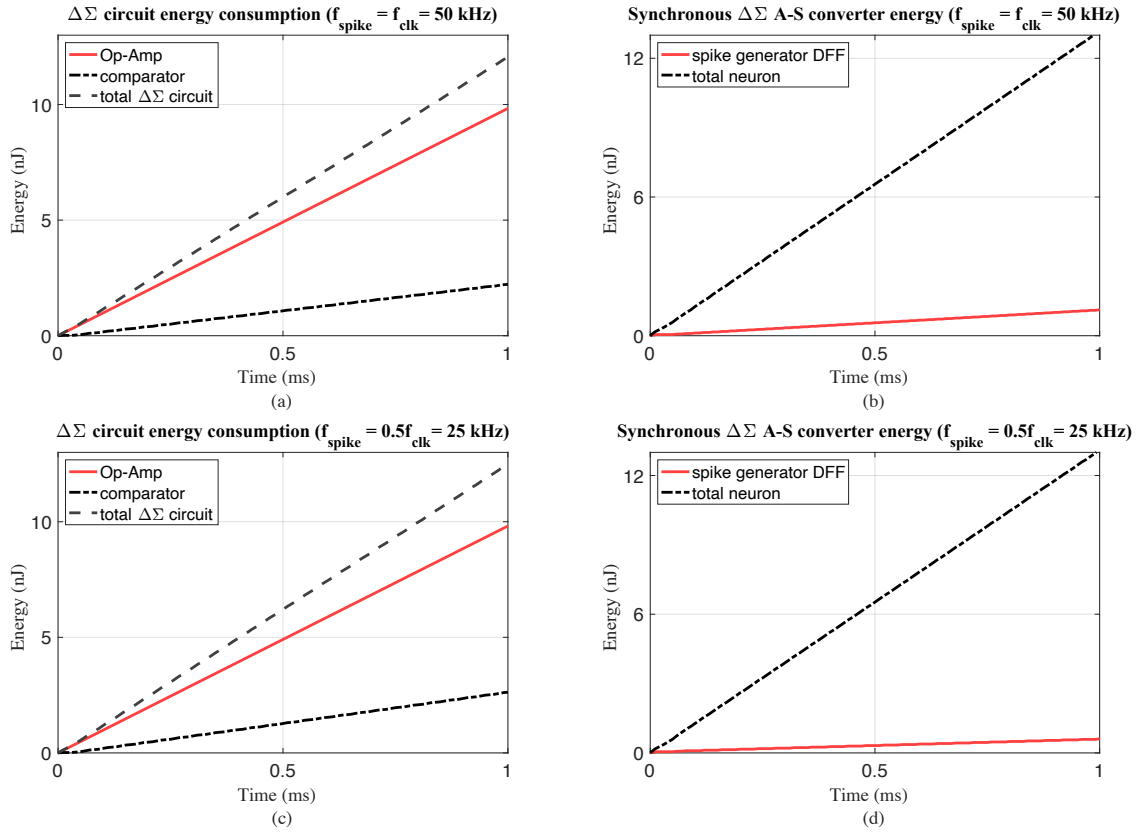 ΔΣ circuit energy consumption (f_spike = f_clk = 50 kHz)
Op-Amp
comparator
total ΔΣ circuit
10
5
0
Energy (nJ)
0
0.5
1
Time (ms)
(a)
Synchronous ΔΣ A-S converter energy (f_spike = f_clk = 50 kHz)
spike generator DFF
total neuron
12
6
0
Energy (nJ)
0
0.5
1
Time (ms)
(b)
ΔΣ circuit energy consumption (f_spike = 0.5f_clk = 25 kHz)
Op-Amp
comparator
total ΔΣ circuit
10
5
0
Energy (nJ)
0
0.5
1
Time (ms)
(c)
Synchronous ΔΣ A-S converter energy (f_spike = 0.5f_clk = 25 kHz)
spike generator DFF
total neuron
12
6
0
Energy (nJ)
0
0.5
1
Time (ms)
(d)